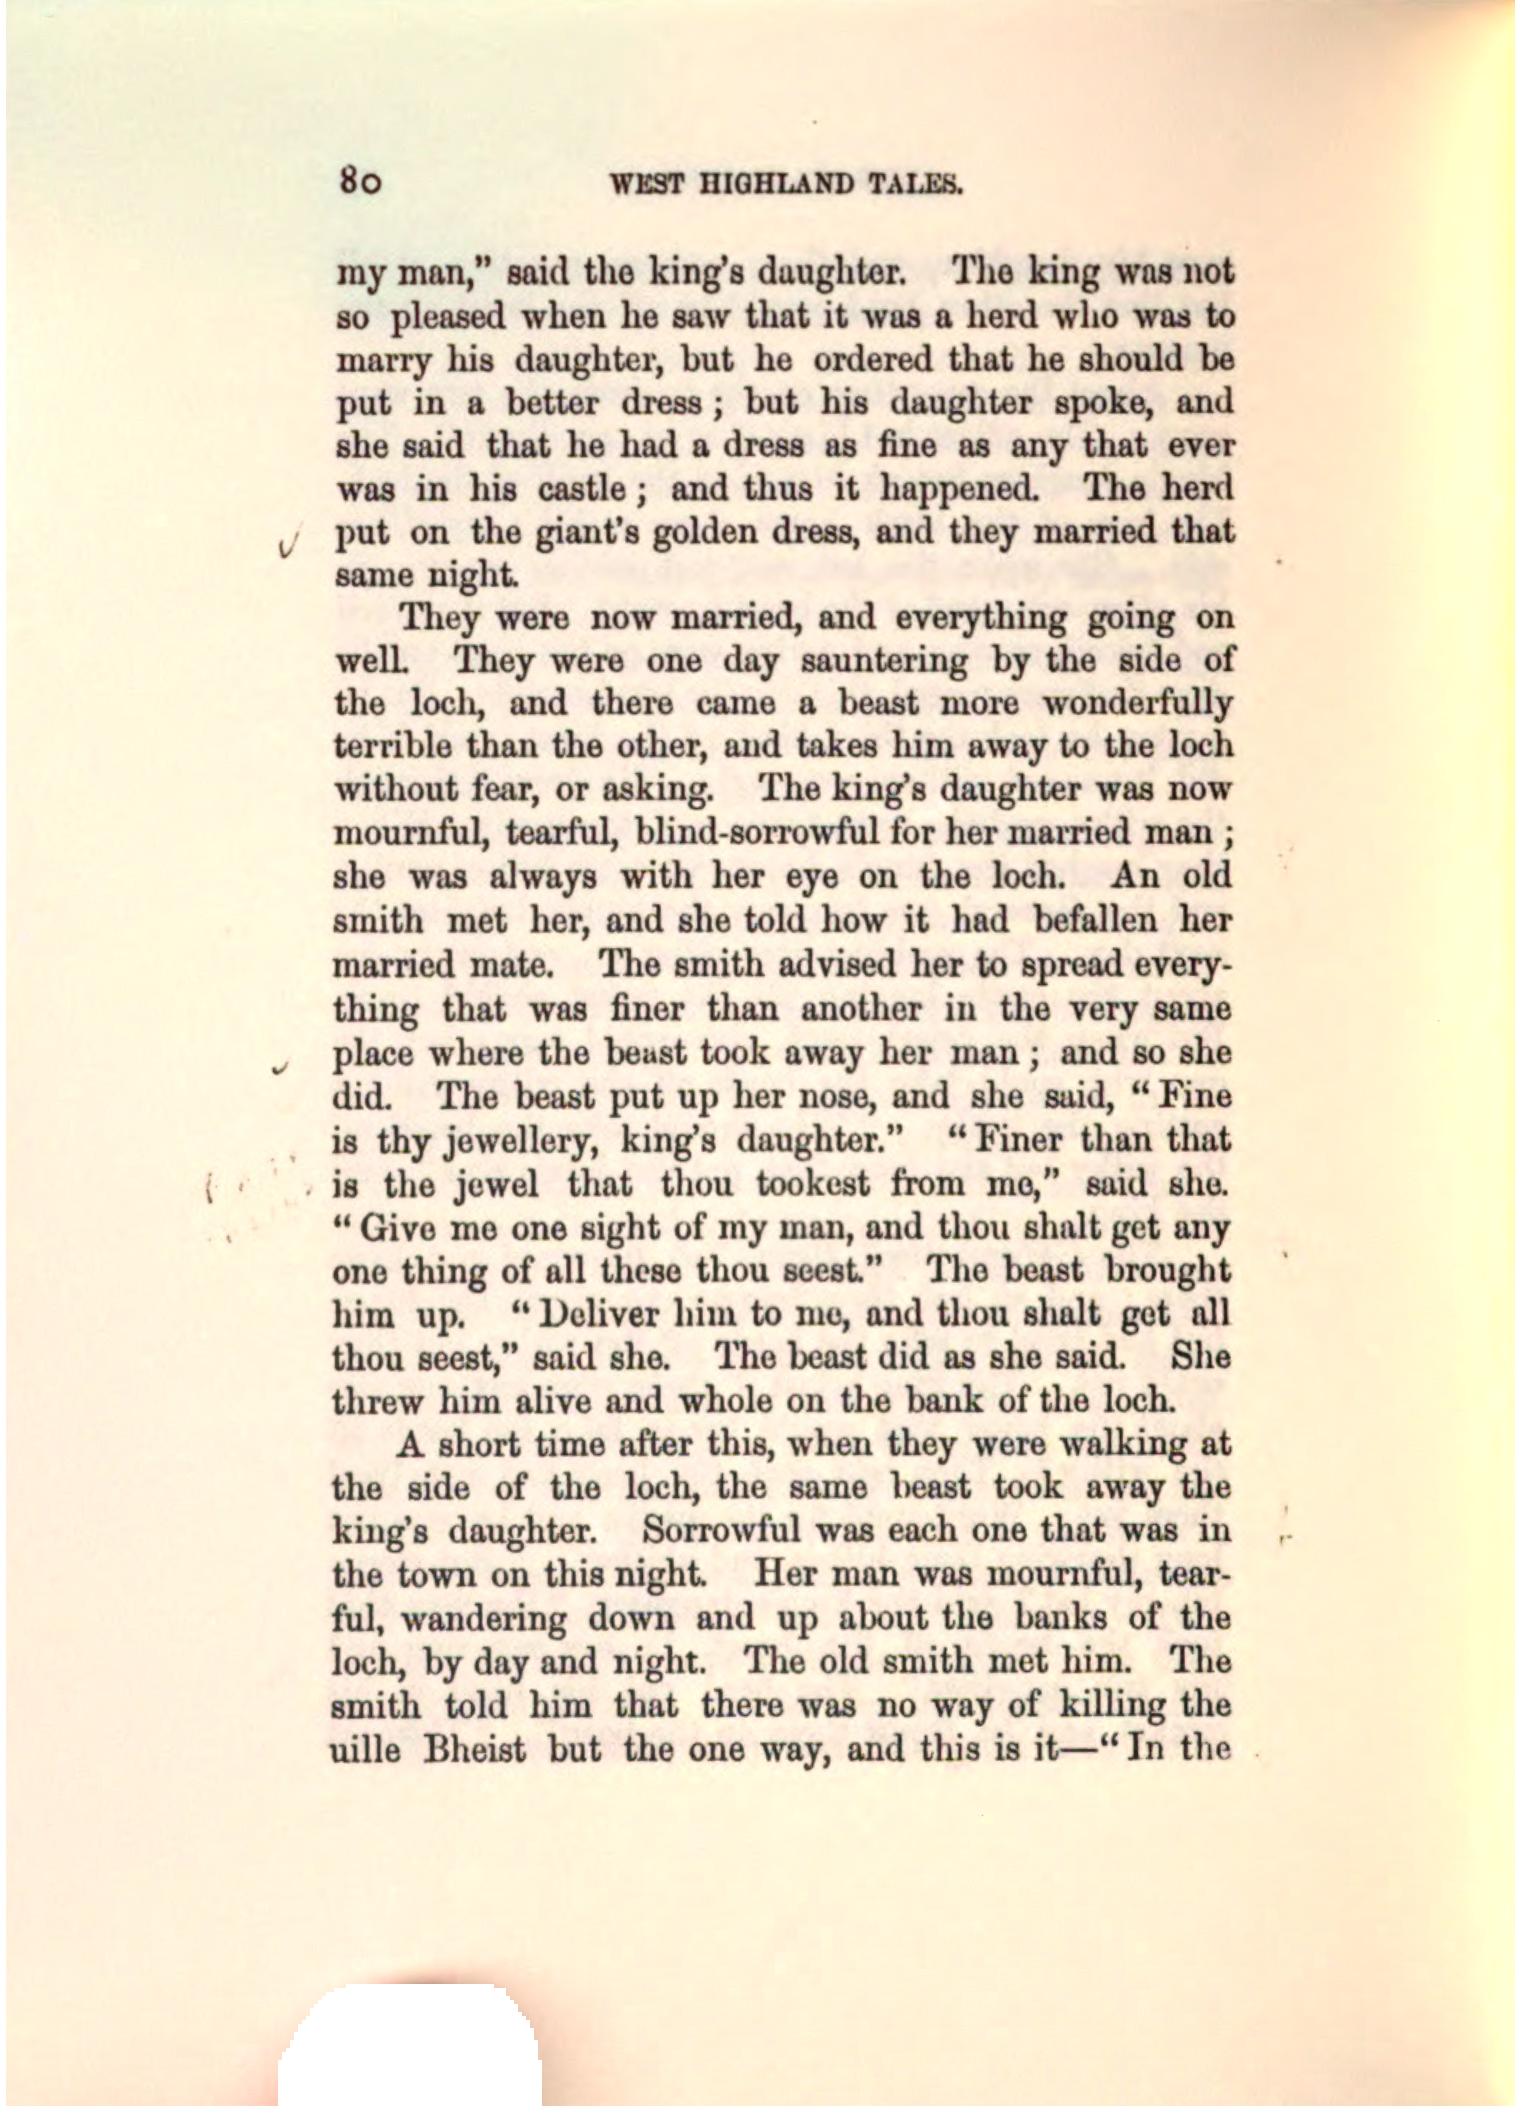 80 WEST HIGHLAND TALES.
my man,” said the king’s daughter. The king was not
so pleased when he saw that it was a herd who was to
marry his daughter, but he ordered that he should be
put in a better dress ; but his daughter spoke, and
she said that he had a dress as fine as any that ever
was in his castle ; and thus it happened. The herd
put on the giant’s golden dress, and they married that
same night.
They were now married, and everything going on
well. They were one day sauntering by the side of
the loch, and there came a beast more wonderfully
terrible than the other, and takes him away to the loch
without fear, or asking. The king’s daughter was now
mournful, tearful, blind-sorrowful for her married man ;
she was always with her eye on the loch. An old
smith met her, and she told how it had befallen her
married mate. The smith advised her to spread every-
thing that was finer than another in the very same
place where the beast took away her man ; and so she
did. The beast put up her nose, and she said, “ Fine
is thy jewellery, king’s daughter.” “ Finer than that
is the jewel that thou tookest from me,” said she.
“ Give me one sight of my man, and thou shalt get any
one thing of all these thou seest.” The beast brought
him up. “ Deliver him to me, and thou shalt get all
thou seest,” said she. The beast did as she said. She
threw him alive and whole on the bank of the loch.
A short time after this, when they were walking at
the side of the loch, the same beast took away the
king’s daughter. Sorrowful was each one that was in
the town on this night. Her man was mournful, tear-
ful, wandering down and up about the banks of the
loch, by day and night. The old smith met him. The
smith told him that there was no way of killing the
uille Bheist but the one way, and this is it—“ In the